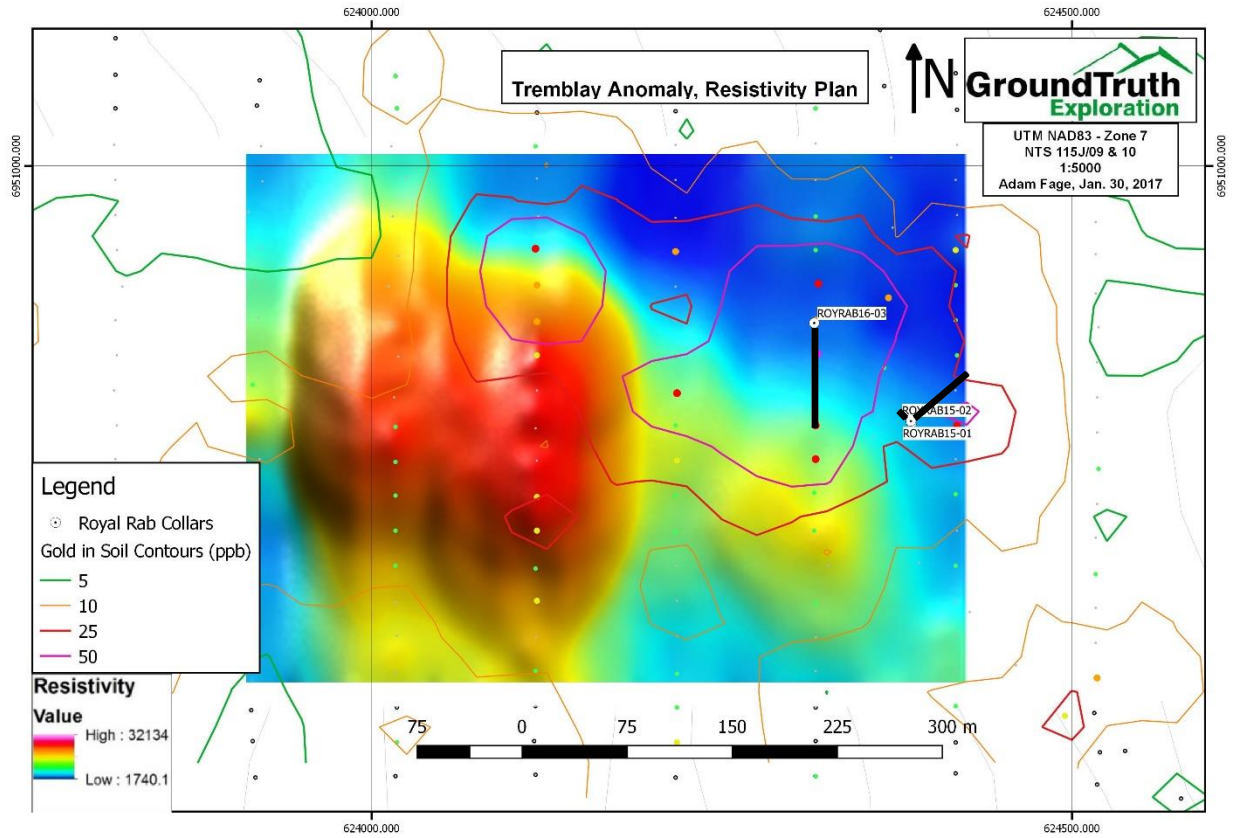 624000.000
624500.000
Tremblay Anomaly, Resistivity Plan
N
GroundTruth
Exploration
UTM NAD83 - Zone 7
NTS 115J/09 & 10
1:5000
Adam Fage, Jan. 30, 2017
6951000.000
6951000.000
ROYRAB16-03
ROYRAB15-02
ROYRAB15-01
Legend
Royal Rab Collars
Gold in Soil Contours (ppb)
5
10
25
50
Resistivity
Value
High : 32134
Low : 1740.1
75 0 75 150 225 300 m
624000.000
624500.000